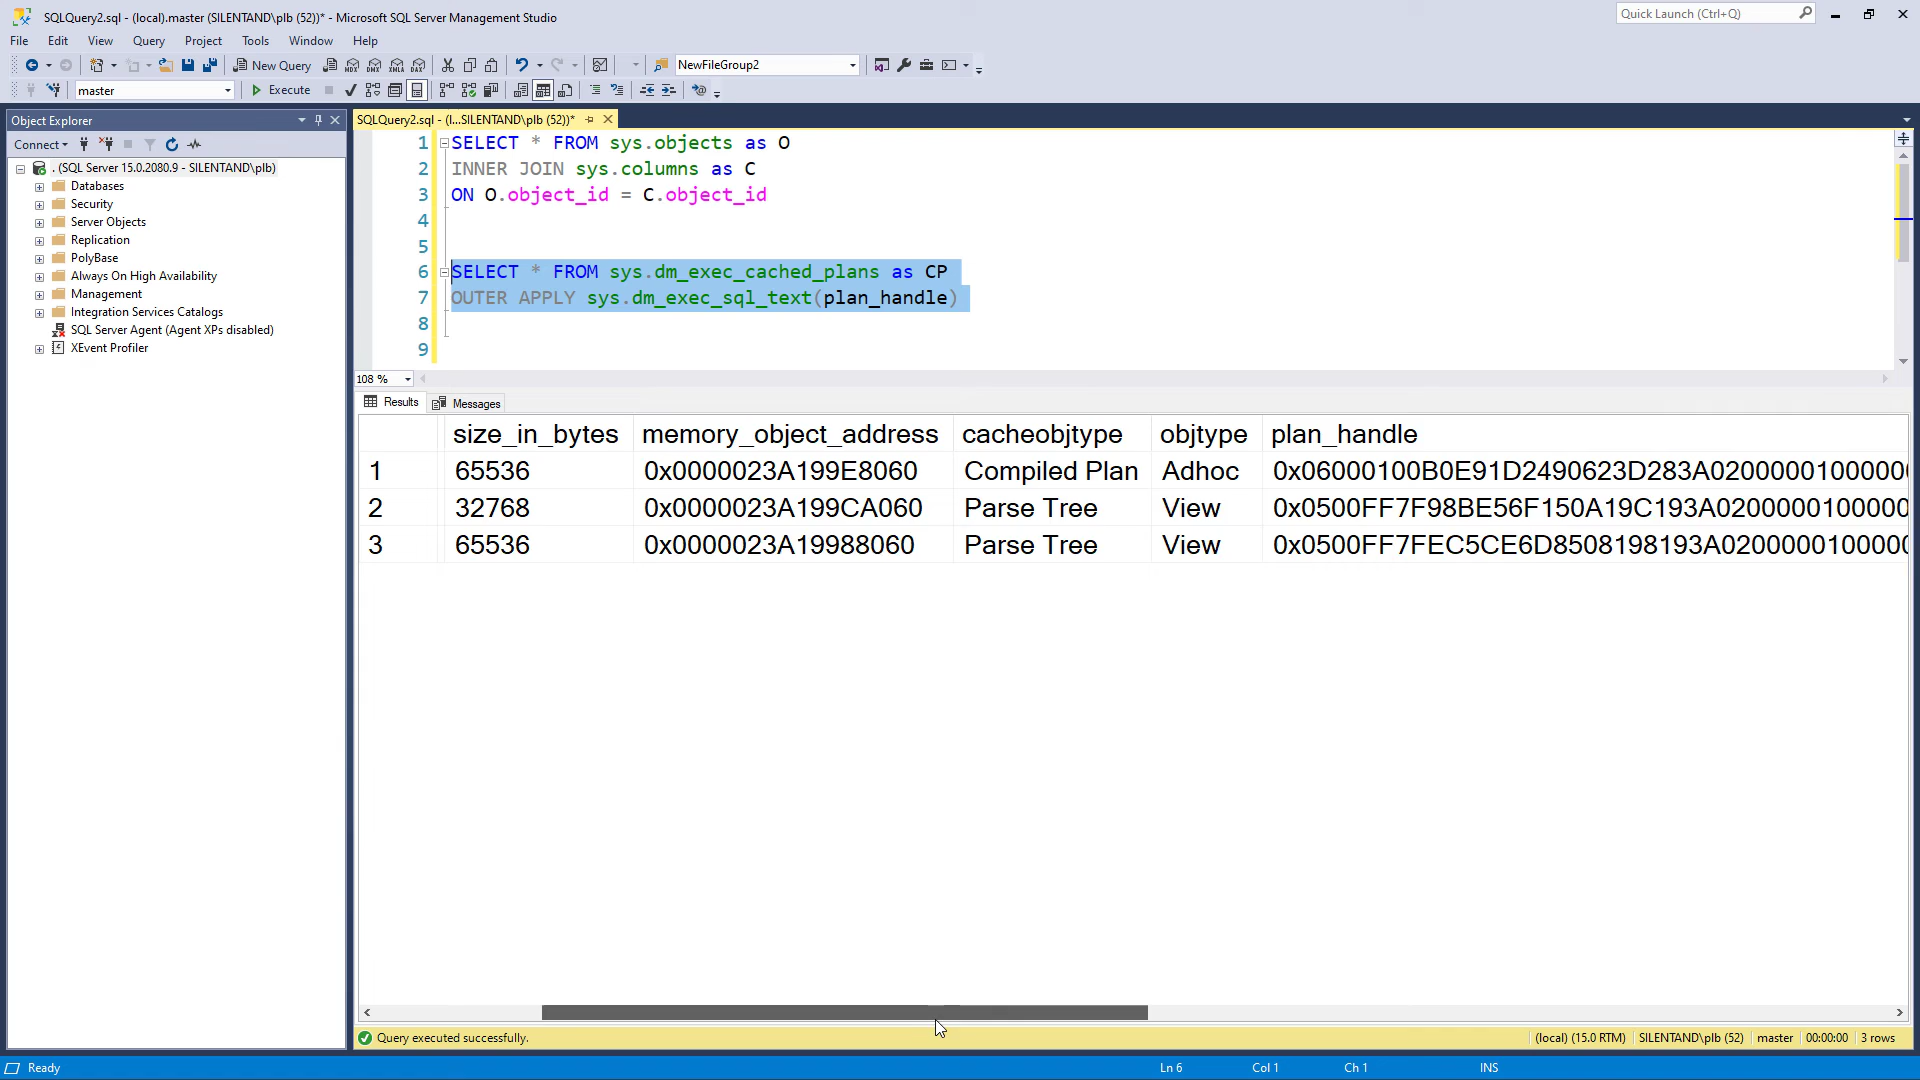 SQLQuery2.sql - (local).master (SILENTAND\plb (52))* - Microsoft SQL Server Management Studio
Quick Launch (Ctrl+Q)
File Edit View Query Project Tools Window Help
New Query
MDX DMX XMLA DAX
NewFileGroup2
master
Execute
Object Explorer
SQLQuery2.sql - (l...SILENTAND\plb (52))*
Connect
. (SQL Server 15.0.2080.9 - SILENTAND\plb)
Databases
Security
Server Objects
Replication
PolyBase
Always On High Availability
Management
Integration Services Catalogs
SQL Server Agent (Agent XPs disabled)
XEvent Profiler
1 SELECT * FROM sys.objects as O
2 INNER JOIN sys.columns as C
3 ON O.object_id = C.object_id
4
5
6 SELECT * FROM sys.dm_exec_cached_plans as CP
7 OUTER APPLY sys.dm_exec_sql_text(plan_handle)
8
9
108 %
Results Messages
size_in_bytes memory_object_address cacheobjtype objtype plan_handle
1 65536 0x0000023A199E8060 Compiled Plan Adhoc 0x06000100B0E91D2490623D283A0200000100000
2 32768 0x0000023A199CA060 Parse Tree View 0x0500FF7F98BE56F150A19C193A0200000100000
3 65536 0x0000023A19988060 Parse Tree View 0x0500FF7FEC5CE6D8508198193A0200000100000
Query executed successfully.
(local) (15.0 RTM) SILENTAND\plb (52) master 00:00:00 3 rows
Ready
Ln 6 Col 1 Ch 1 INS